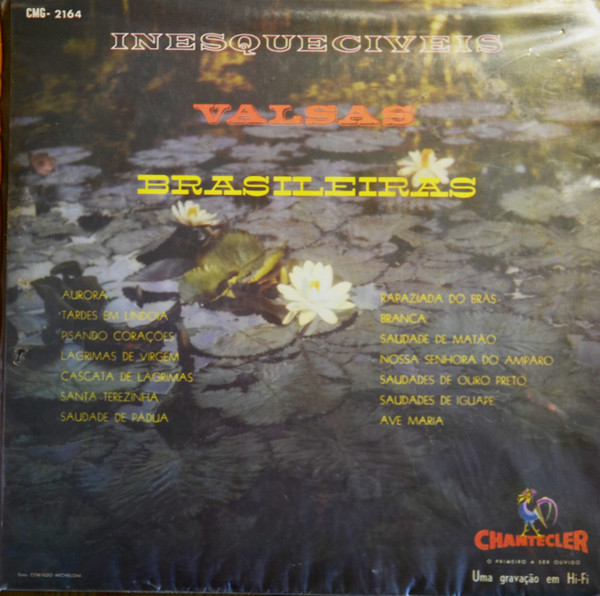 CMG - 2164
INESQUECIVEIS
VALSAS
BRASILEIRAS
AURORA
TARDES EM LINDOIA
PISANDO CORAÇÕES
LAGRIMAS DE VIRGEM
CASCATA DE LAGRIMAS
SANTA TEREZINHA
SAUDADE DE PADUA
RAPAZIADA DO BRÁS
BRANCA
SAUDADE DE MATÃO
NOSSA SENHORA DO AMPARO
SAUDADES DE OURO PRETO
SAUDADES DE IGUAPE
AVE MARIA
CHANTECLER
O PRIMEIRO A SER OUVIDO
Uma gravação em Hi-Fi